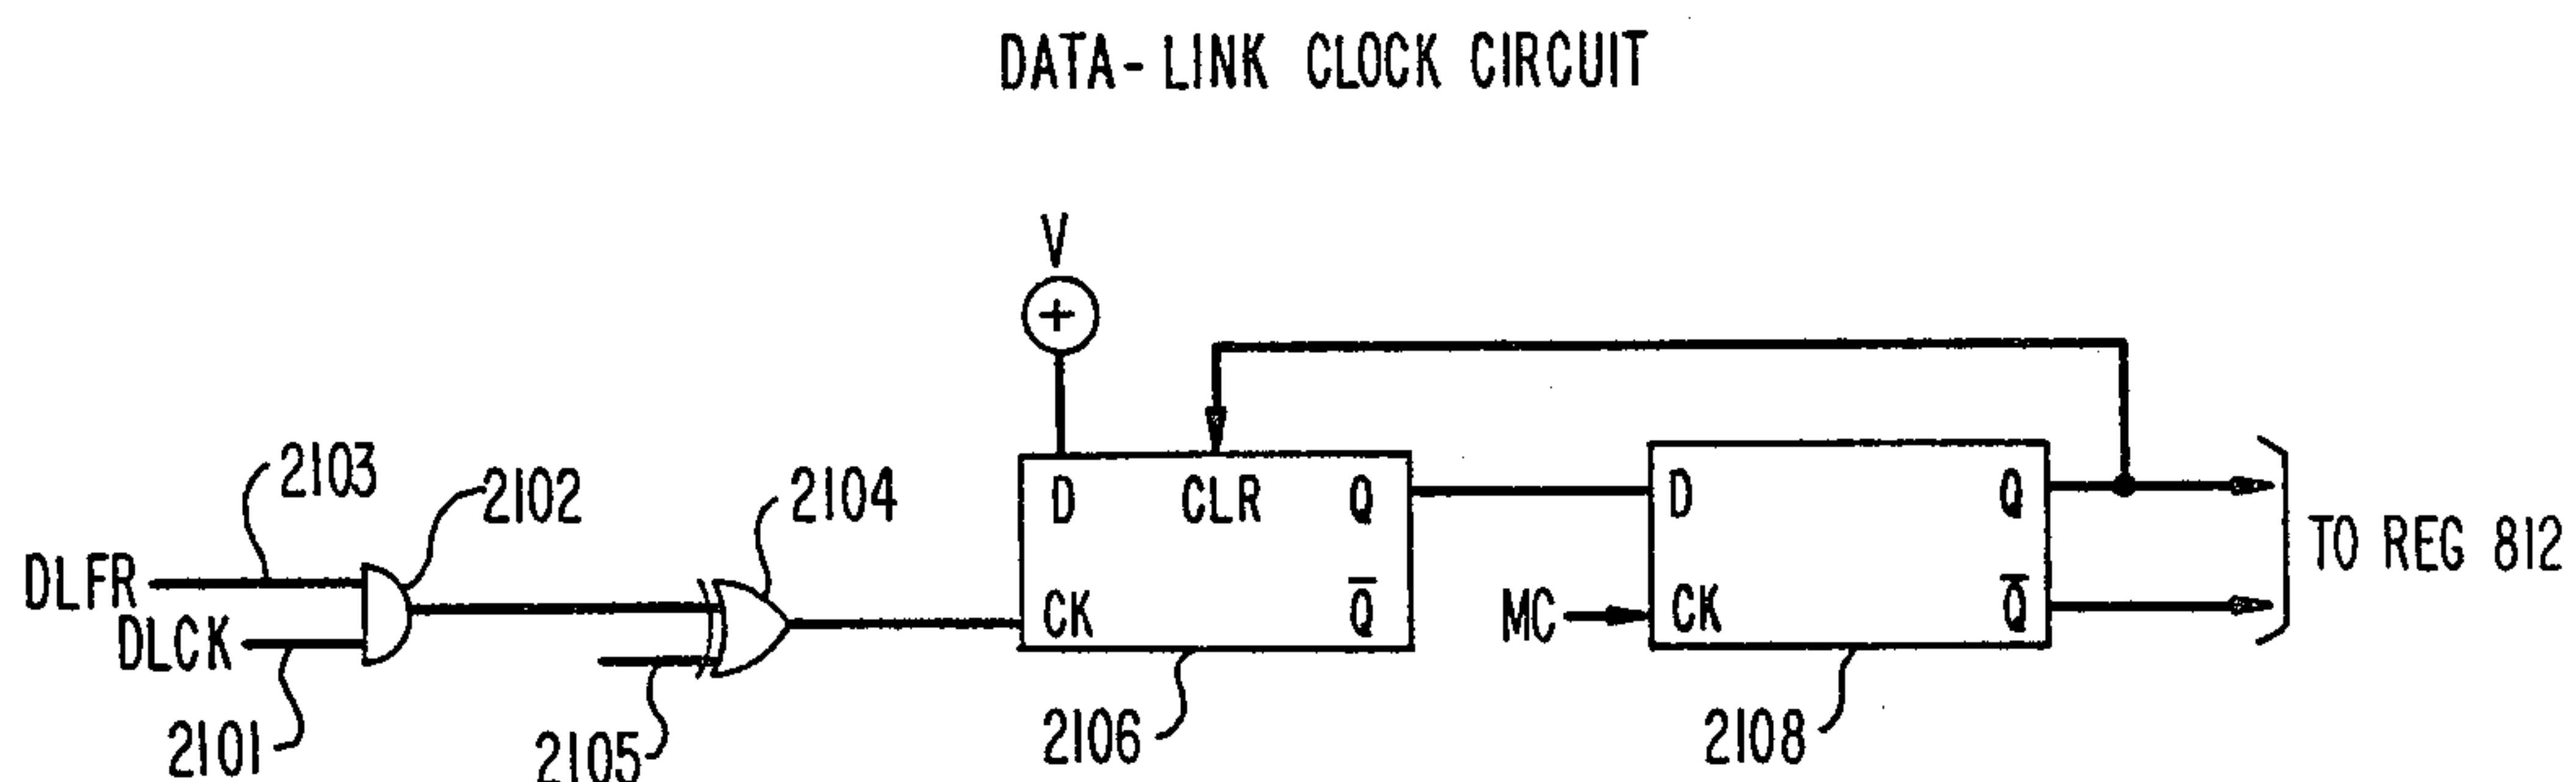 DATA-LINK CLOCK CIRCUIT
V
+
2103
2102
2104
DLFR
DLCK
2101
2105
D CLR Q
CK Q̅
2106
MC
D Q
CK Q̅
2108
TO REG 812